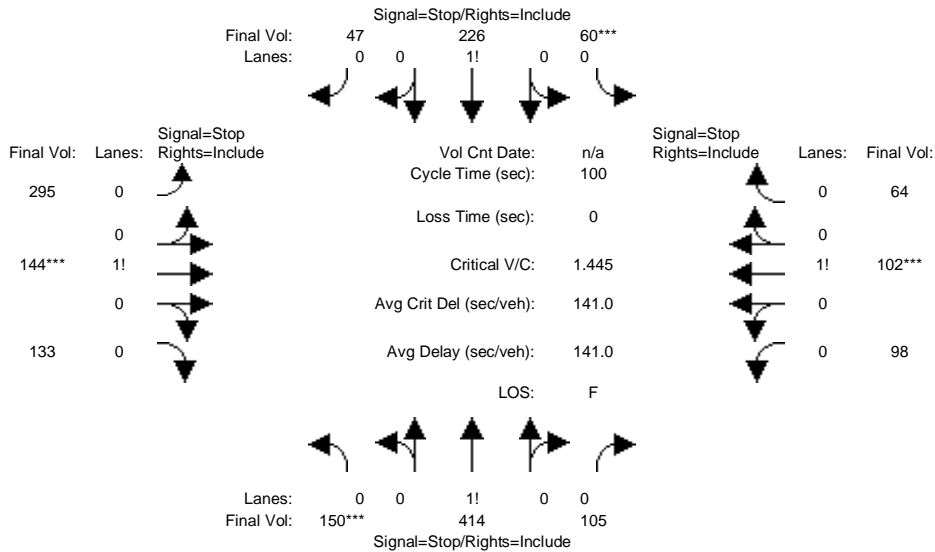 Signal=Stop/Rights=Include
Final Vol: 47 226 60***
Lanes: 0 0 1! 0 0
Signal=Stop Signal=Stop
Final Vol: Lanes: Rights=Include Vol Cnt Date: n/a Rights=Include Lanes: Final Vol:
Cycle Time (sec): 100
295 0 0 64
Loss Time (sec): 0
0 0
144*** 1! Critical V/C: 1.445 1! 102***
0 Avg Crit Del (sec/veh): 141.0 0
133 0 Avg Delay (sec/veh): 141.0 0 98
LOS: F
Lanes: 0 0 1! 0 0
Final Vol: 150*** 414 105
Signal=Stop/Rights=Include